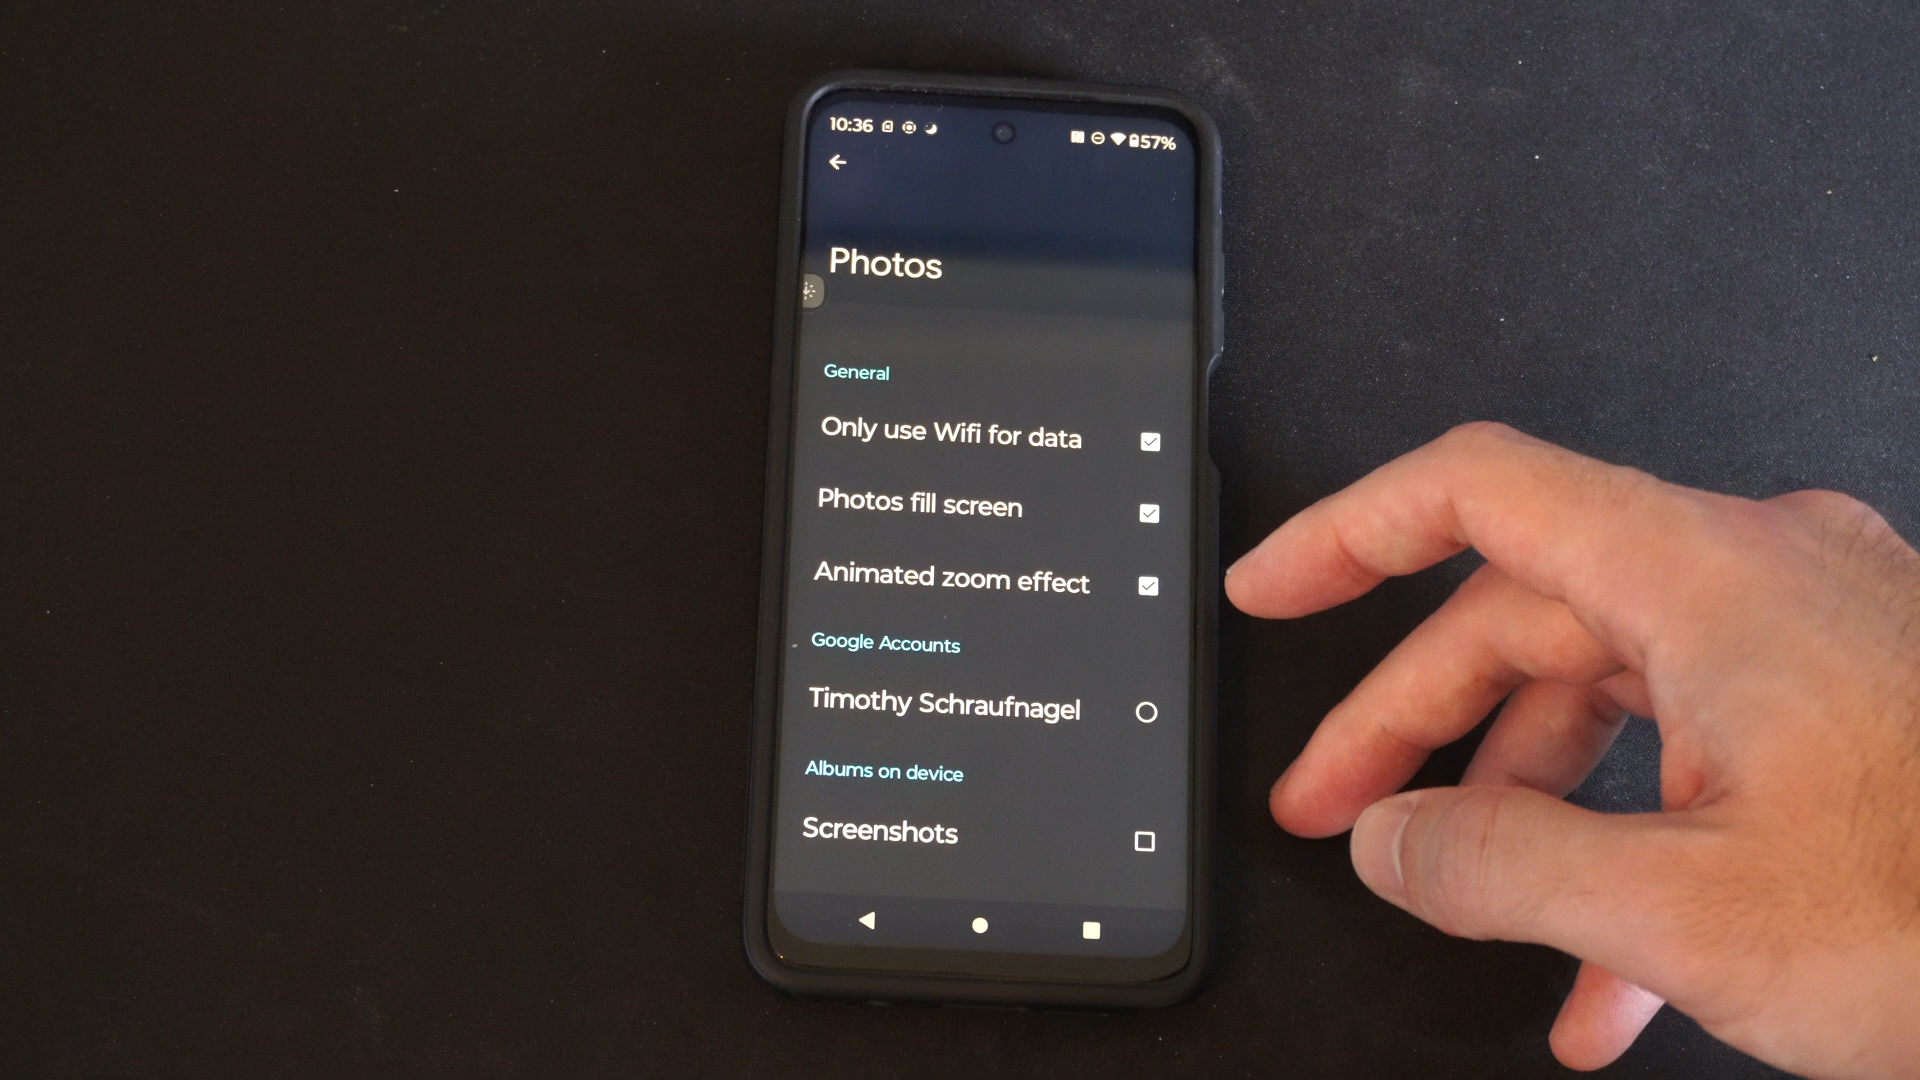 10:36 57%
Photos
General
Only use Wifi for data
Photos fill screen
Animated zoom effect
Google Accounts
Timothy Schraufnagel
Albums on device
Screenshots